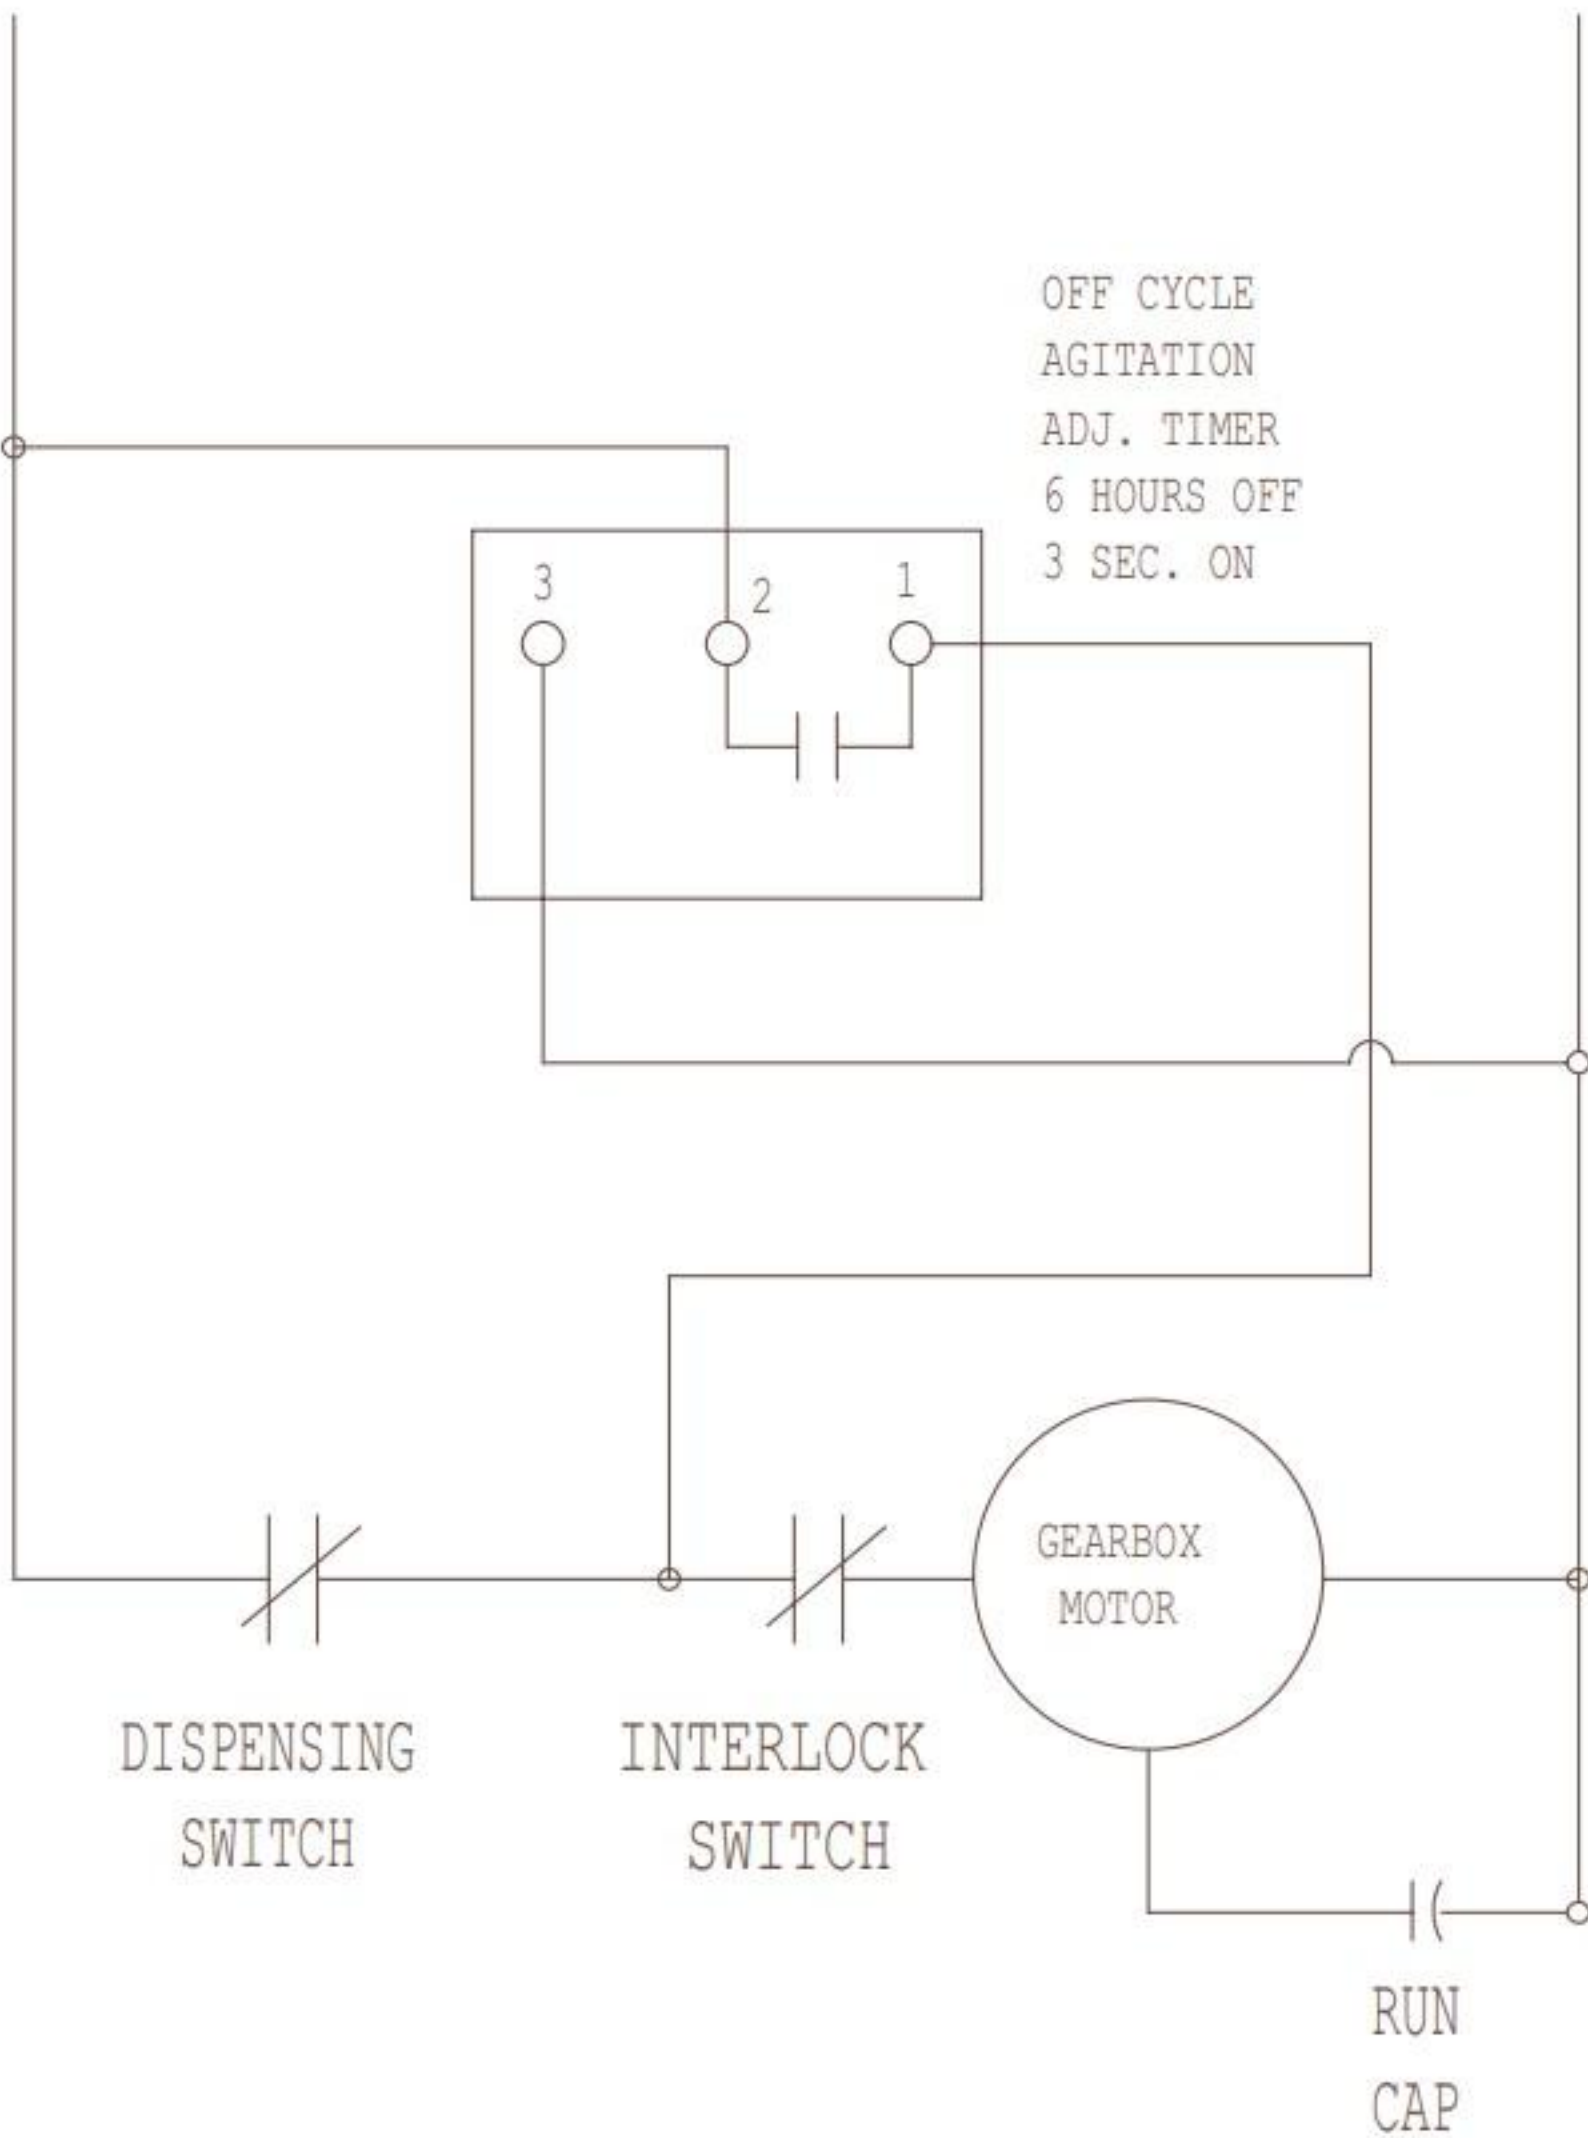 OFF CYCLE
AGITATION
ADJ. TIMER
6 HOURS OFF
3 SEC. ON
3
2
1
GEARBOX
MOTOR
DISPENSING
SWITCH
INTERLOCK
SWITCH
RUN
CAP